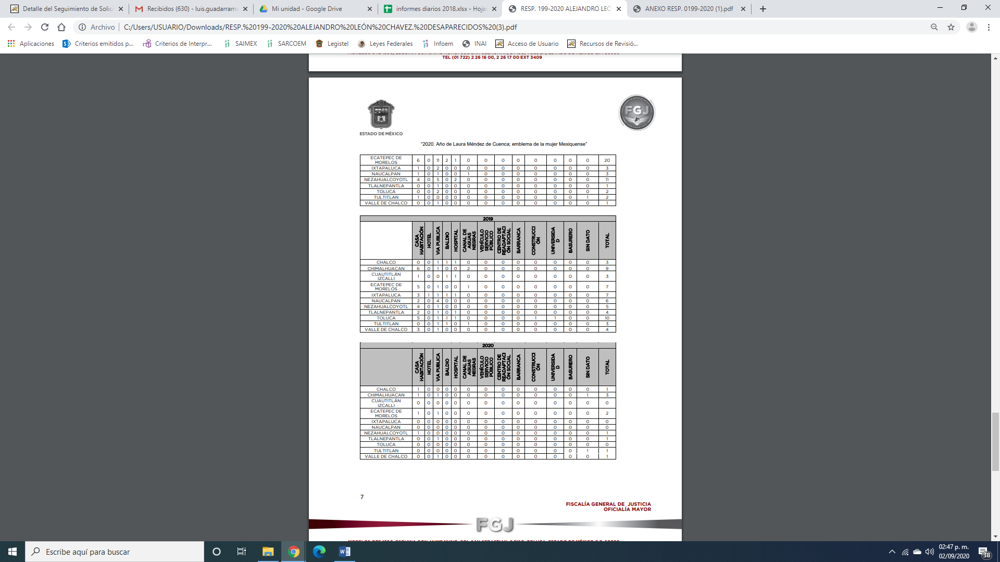 Detalle del Seguimiento de Solici
Recibidos (630) - luis.guadarrama
Mi unidad - Google Drive
informes diarios 2018.xlsx - Hoja
RESP. 199-2020 ALEJANDRO LEÓ
ANEXO RESP. 0199-2020 (1).pdf
Archivo
C:/Users/USUARIO/Downloads/RESP.%20199-2020%20ALEJANDRO%20LEÓN%20CHAVEZ.%20DESAPARECIDOS%20(3).pdf
Aplicaciones Criterios emitidos p... Criterios de Interpr... SAIMEX SARCOEM Legistel Leyes Federales Infoem INAI Acceso de Usuario Recursos de Revisió...
TEL (01 722) 2 26 16 00, 2 26 17 00 EXT 3409
FGJ
ESTADO DE MÉXICO
“2020. Año de Laura Méndez de Cuenca; emblema de la mujer Mexiquense”
ECATEPEC DE MORELOS 6 0 11 2 1 0 0 0 0 0 0 0 0 20
IXTAPALUCA 1 0 2 0 0 0 0 0 0 0 0 0 0 3
NAUCALPAN 1 0 1 0 0 1 0 0 0 0 0 0 0 3
NEZAHUALCOYOTL 4 0 5 0 2 0 0 0 0 0 0 0 0 11
TLALNEPANTLA 0 0 1 0 0 0 0 0 0 0 0 0 0 1
TOLUCA 0 0 2 0 0 0 0 0 0 0 0 0 0 2
TULTITLAN 1 0 0 0 0 0 0 0 0 0 0 0 1 2
VALLE DE CHALCO 0 0 1 0 0 0 0 0 0 0 0 0 0 1
2019
CASA HABITACIÓN HOTEL VIA PUBLICA BALDIO HOSPITAL CANAL DE AGUAS NEGRAS VEHÍCULO SERVICIO PÚBLICO CENTRO DE READAPTACI ÓN SOCIAL BARRANCA CONSTRUCCI ÓN UNIVERSIDA D BASURERO SIN DATO TOTAL
CHALCO 0 0 1 1 1 0 0 0 0 0 0 0 0 3
CHIMALHUACAN 6 0 1 0 0 2 0 0 0 0 0 0 0 9
CUAUTITLÁN IZCALLI 1 0 0 1 1 0 0 0 0 0 0 0 0 3
ECATEPEC DE MORELOS 5 0 1 0 0 1 0 0 0 0 0 0 0 7
IXTAPALUCA 3 1 1 1 1 0 0 0 0 0 0 0 0 7
NAUCALPAN 2 0 4 0 0 0 0 0 0 0 0 0 0 6
NEZAHUALCOYOTL 4 0 1 0 0 0 0 0 0 0 0 0 0 5
TLALNEPANTLA 2 0 1 0 1 0 0 0 0 0 0 0 0 4
TOLUCA 5 0 1 1 1 0 0 0 0 1 1 0 0 10
TULTITLAN 0 0 1 1 0 1 0 0 0 0 0 0 0 3
VALLE DE CHALCO 3 0 1 0 0 0 0 0 0 0 0 0 0 4
2020
CASA HABITACIÓN HOTEL VIA PUBLICA BALDIO HOSPITAL CANAL DE AGUAS NEGRAS VEHÍCULO SERVICIO PÚBLICO CENTRO DE READAPTACI ÓN SOCIAL BARRANCA CONSTRUCCI ÓN UNIVERSIDA D BASURERO SIN DATO TOTAL
CHALCO 1 0 0 0 0 0 0 0 0 0 0 0 0 1
CHIMALHUACAN 1 0 1 0 0 0 0 0 0 0 0 0 1 3
CUAUTITLÁN IZCALLI 0 0 0 0 0 0 0 0 0 0 0 0 0 0
ECATEPEC DE MORELOS 1 0 1 0 0 0 0 0 0 0 0 0 0 2
IXTAPALUCA 0 0 0 0 0 0 0 0 0 0 0 0 0 0
NAUCALPAN 0 0 0 0 0 0 0 0 0 0 0 0 0 0
NEZAHUALCOYOTL 1 0 0 0 0 0 0 0 0 0 0 0 0 1
TLALNEPANTLA 0 0 1 0 0 0 0 0 0 0 0 0 0 1
TOLUCA 0 0 0 0 0 0 0 0 0 0 0 0 0 0
TULTITLAN 0 0 0 0 0 0 0 0 0 0 0 0 1 1
VALLE DE CHALCO 0 0 1 0 0 0 0 0 0 0 0 0 0 1
7
FISCALÍA GENERAL DE JUSTICIA
OFICIALÍA MAYOR
FGJ
Escribe aquí para buscar
02:47 p. m.
02/09/2020
38